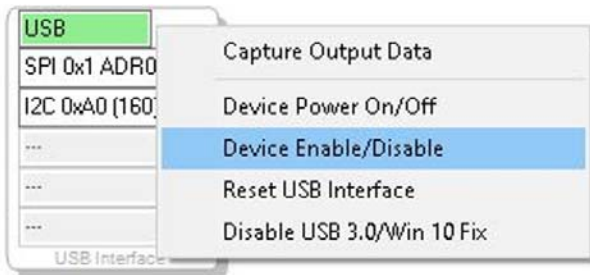 USB
SPI 0x1 ADR0
I2C 0xA0 (160)
---
---
---
USB Interface
Capture Output Data
Device Power On/Off
Device Enable/Disable
Reset USB Interface
Disable USB 3.0/Win 10 Fix